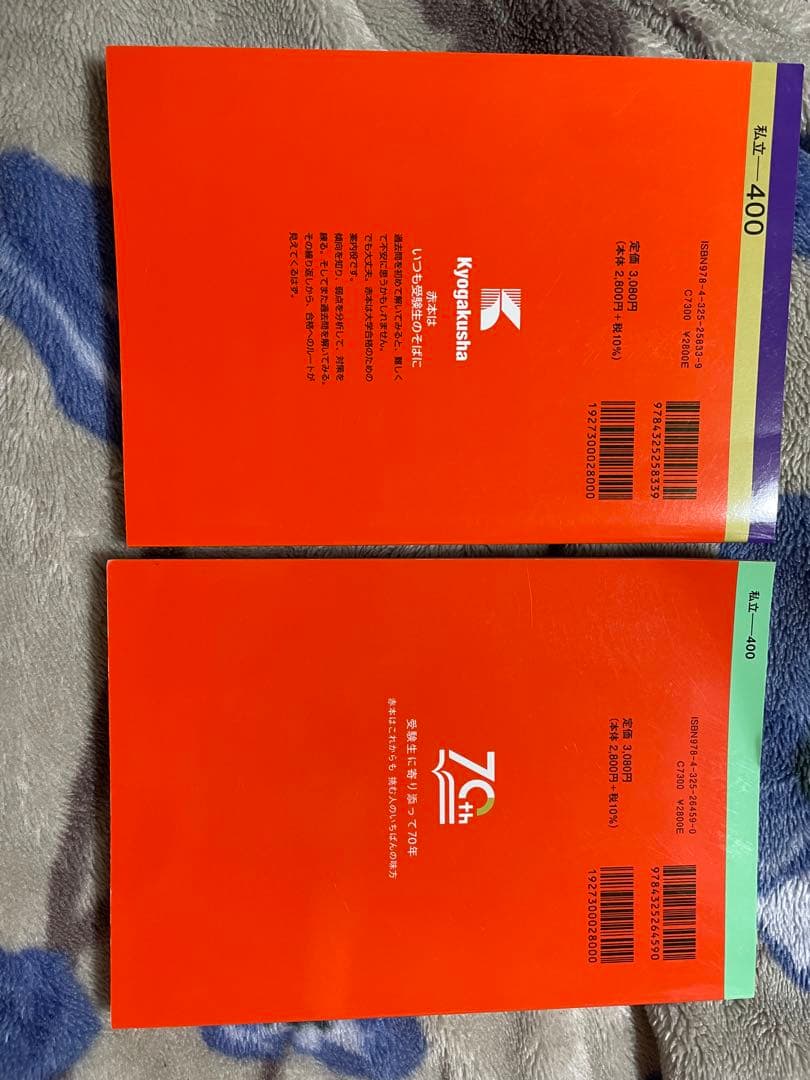 私立―400
ISBN978-4-325-25833-9
C7300 ¥2800E
定価 3,080円
(本体 2,800円+税10%)
9784325258339
1927300028000
Kyogakusha
赤本は
いつも受験生のそばに
過去問を初めて解いてみると、難しく
て不安に思うかもしれません。
でも大丈夫。赤本は大学合格のための
案内役です。
傾向を知り、弱点を分析して、対策を
練る。そしてまた過去問を解いてみる。
その繰り返しから、合格へのルートが
見えてくるはず。
私立―400
ISBN978-4-325-26459-0
C7300 ¥2800E
定価 3,080円
(本体 2,800円+税10%)
9784325264590
1927300028000
70th
受験生に寄り添って70年
赤本はこれからも 挑む人のいちばんの味方